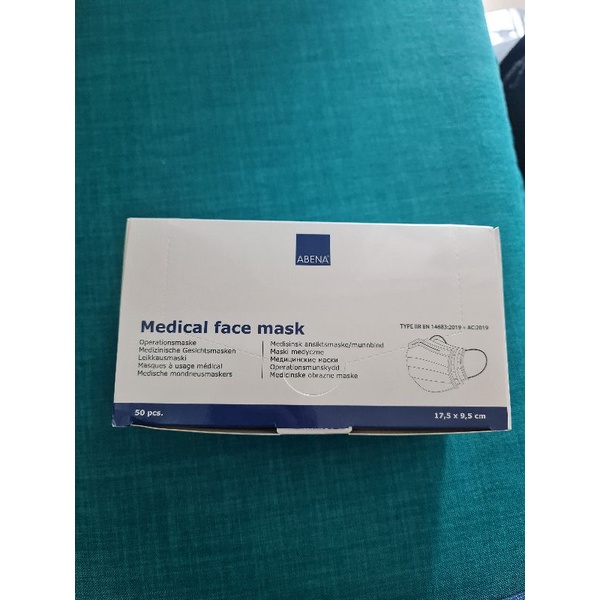 ABENA®
Medical face mask
TYPE IIR EN 14683:2019 + AC:2019
Operationsmaske
Medizinische Gesichtsmasken
Leikkausmaski
Masques à usage médical
Medische mondneusmaskers
Medisinsk ansiktsmaske/munnbind
Maski medyczne
Медицинские маски
Operationsmunskydd
Medicinske obrazne maske
50 pcs.
17,5 x 9,5 cm